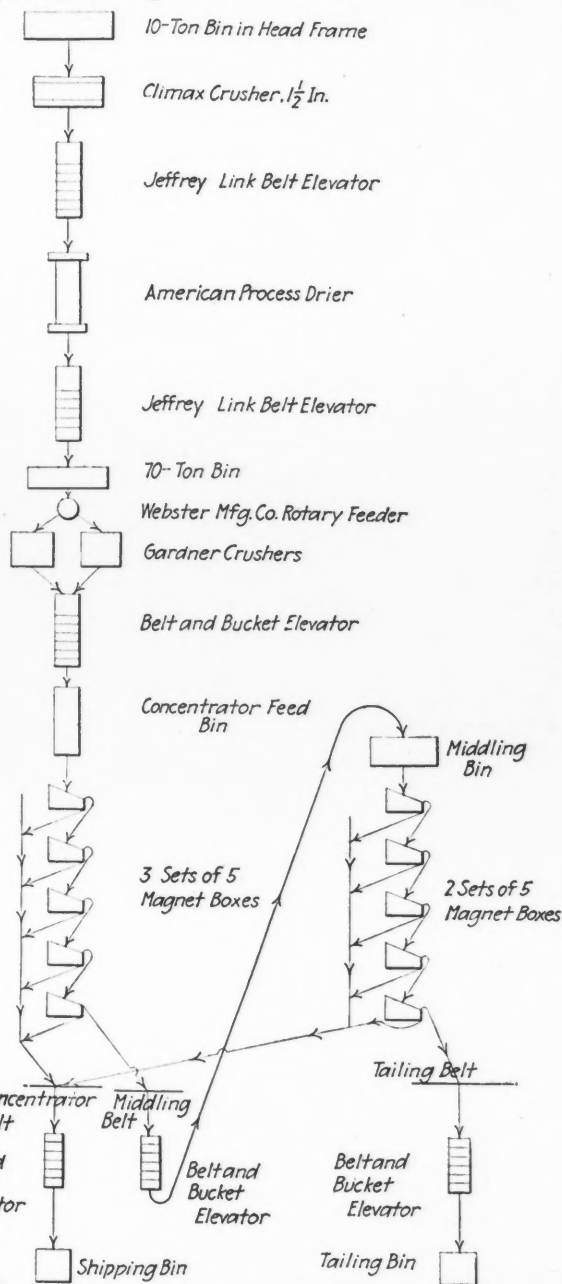 10-Ton Bin in Head Frame
Climax Crusher. 1½ In.
Jeffrey Link Belt Elevator
American Process Drier
Jeffrey Link Belt Elevator
70-Ton Bin
Webster Mfg. Co. Rotary Feeder
Gardner Crushers
Belt and Bucket Elevator
Concentrator Feed
Bin
Middling
Bin
3 Sets of 5
Magnet Boxes
2 Sets of 5
Magnet Boxes
Middling
Belt
Tailing Belt
Belt and
Bucket
Elevator
Belt and
Bucket
Elevator
Shipping Bin
Tailing Bin